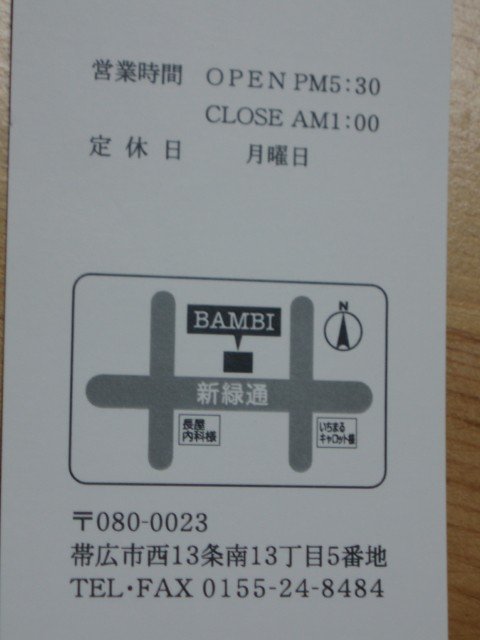 営業時間 OPEN PM5:30
CLOSE AM1:00
定休日 月曜日
N
BAMBI
新緑通
長屋
内科様
いちまる
キャロット様
〒080-0023
帯広市西13条南13丁目5番地
TEL・FAX 0155-24-8484